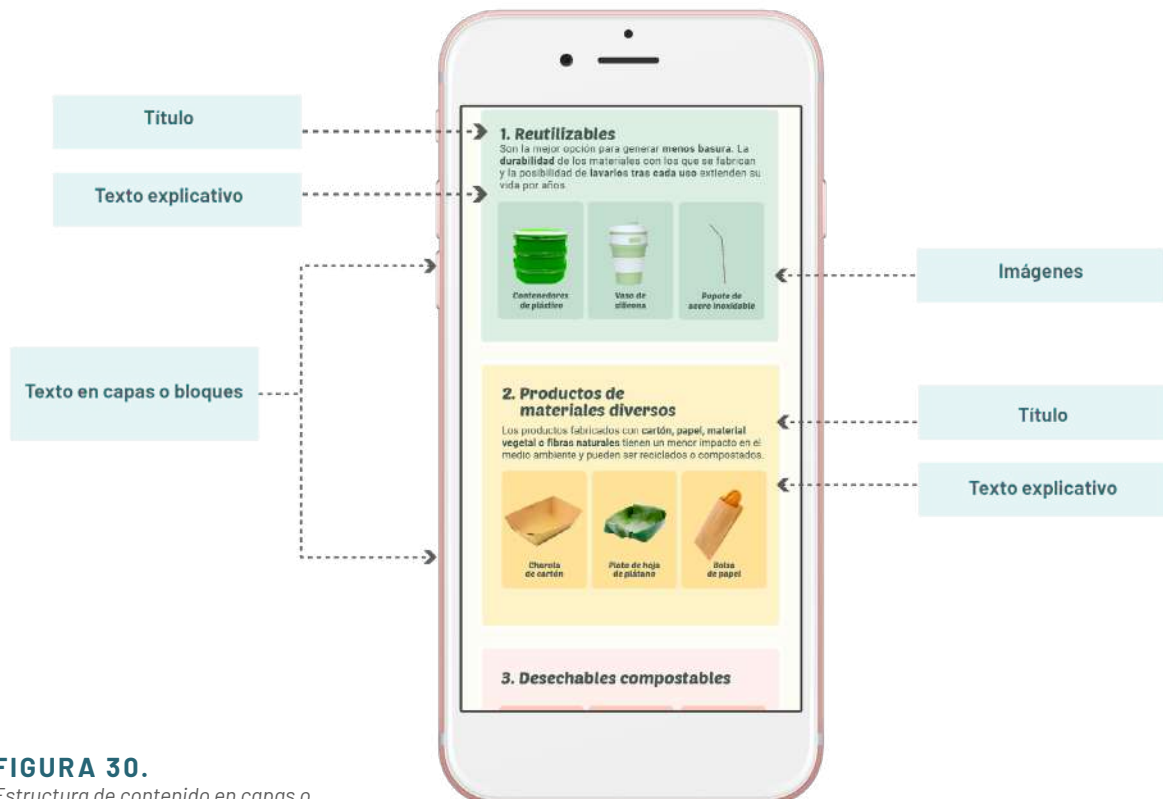 Título
Texto explicativo
Texto en capas o bloques
1. Reutilizables
Son la mejor opción para generar menos basura. La
durabilidad de los materiales con los que se fabrican
y la posibilidad de lavarlos tras cada uso extienden su
vida por años.
Contenedores
de plástico
Vaso de
silicona
Popote de
acero inoxidable
Imágenes
2. Productos de
materiales diversos
Los productos fabricados con cartón, papel, material
vegetal o fibras naturales tienen un menor impacto en el
medio ambiente y pueden ser reciclados o compostados.
Charola
de cartón
Plato de hoja
de plátano
Bolsa
de papel
Título
Texto explicativo
3. Desechables compostables
FIGURA 30.
Estructura de contenido en capas o